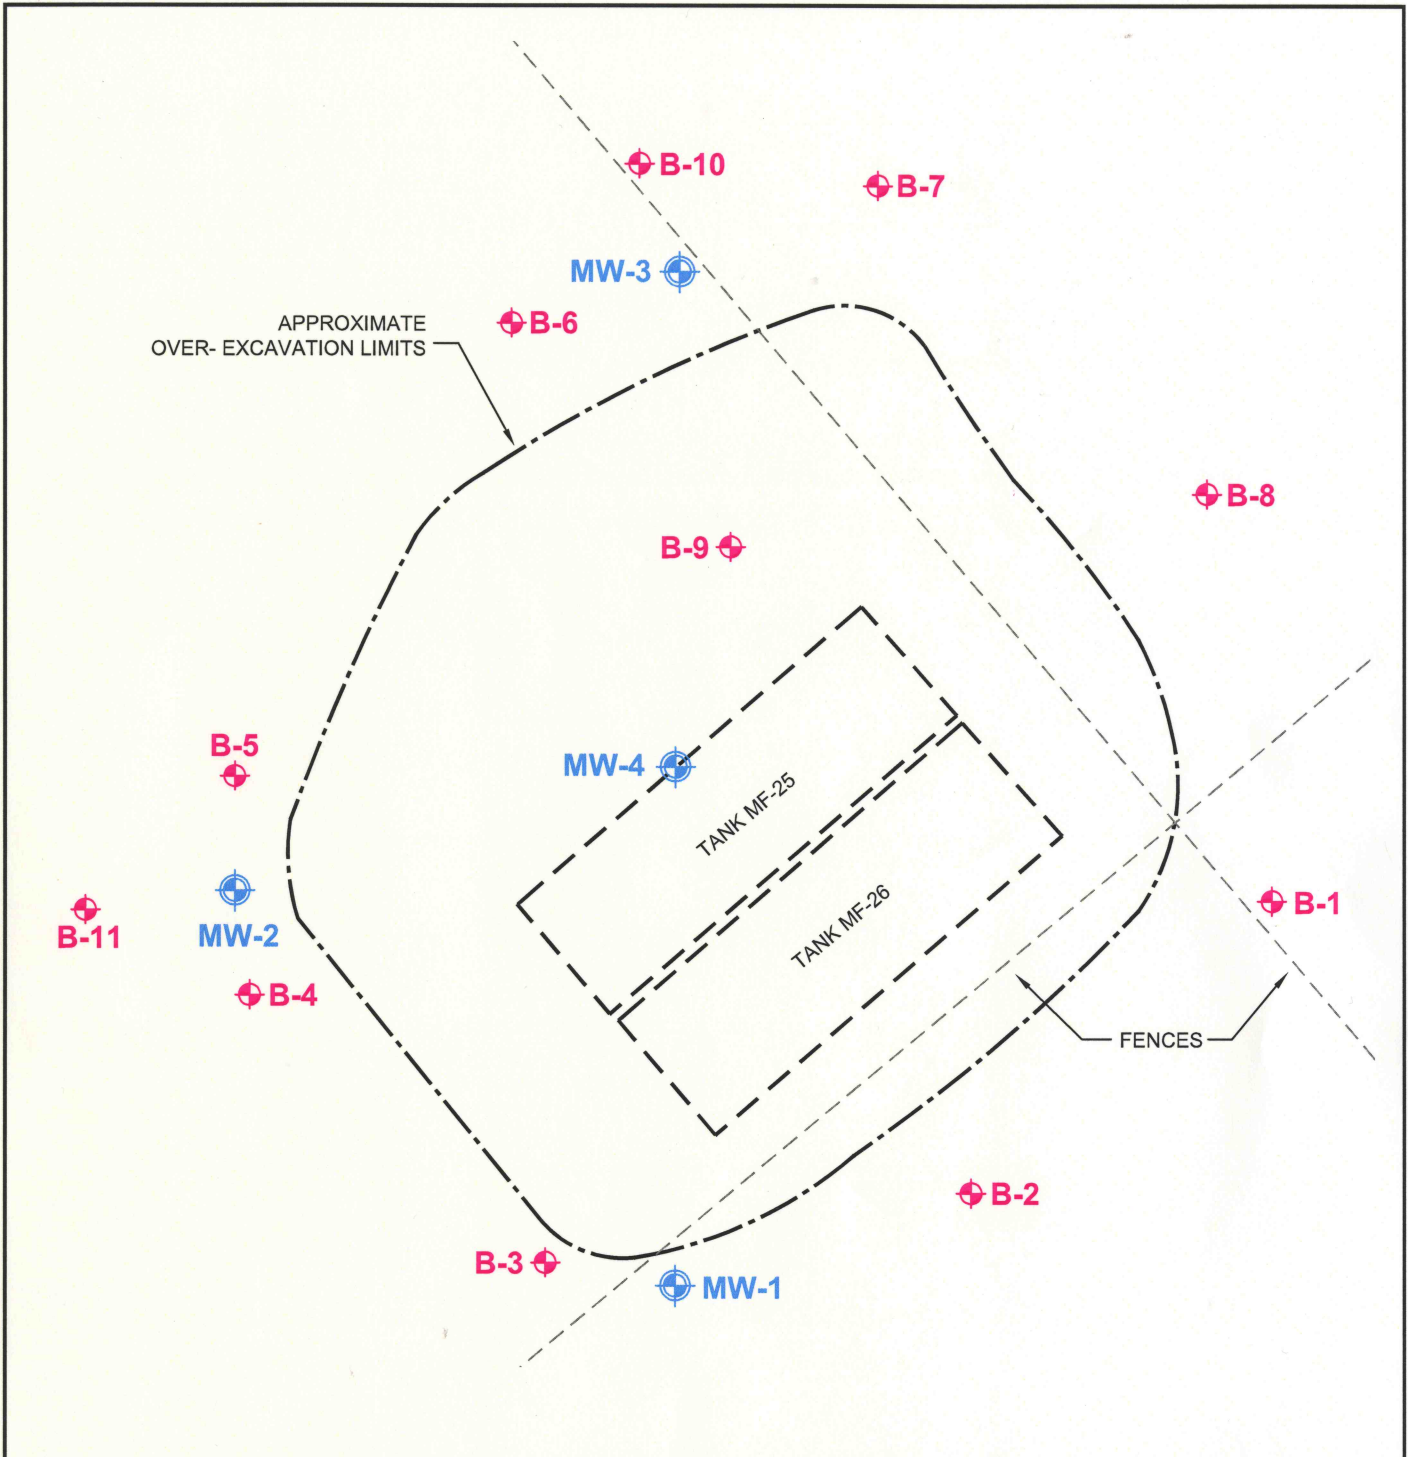 B-10
B-7
MW-3
B-6
APPROXIMATE
OVER- EXCAVATION LIMITS
B-8
B-9
B-5
MW-4
TANK MF-25
TANK MF-26
B-1
B-11
MW-2
B-4
FENCES
B-2
B-3
MW-1